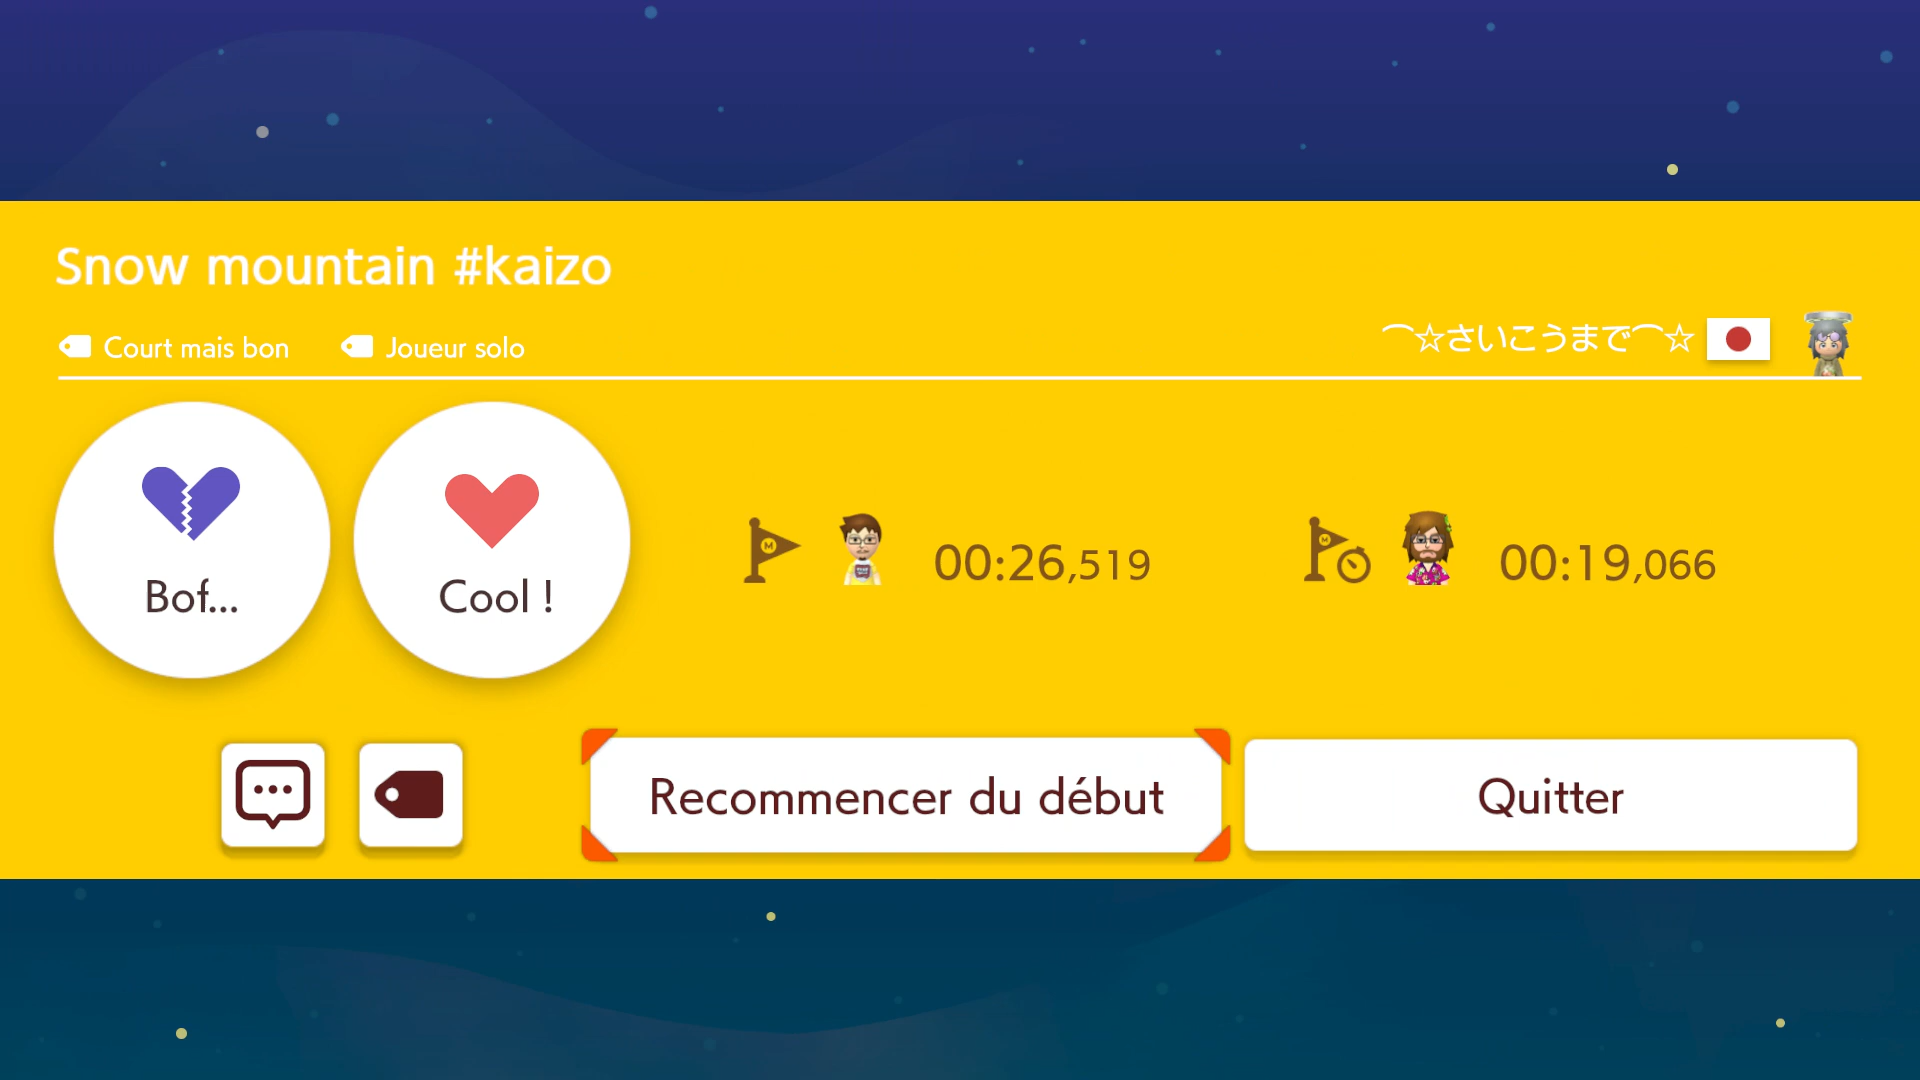 Snow mountain #kaizo
Court mais bon
Joueur solo
⌒☆さいこうまで⌒☆
M
00:26,519
M
00:19,066
Bof...
Cool !
Recommencer du début
Quitter